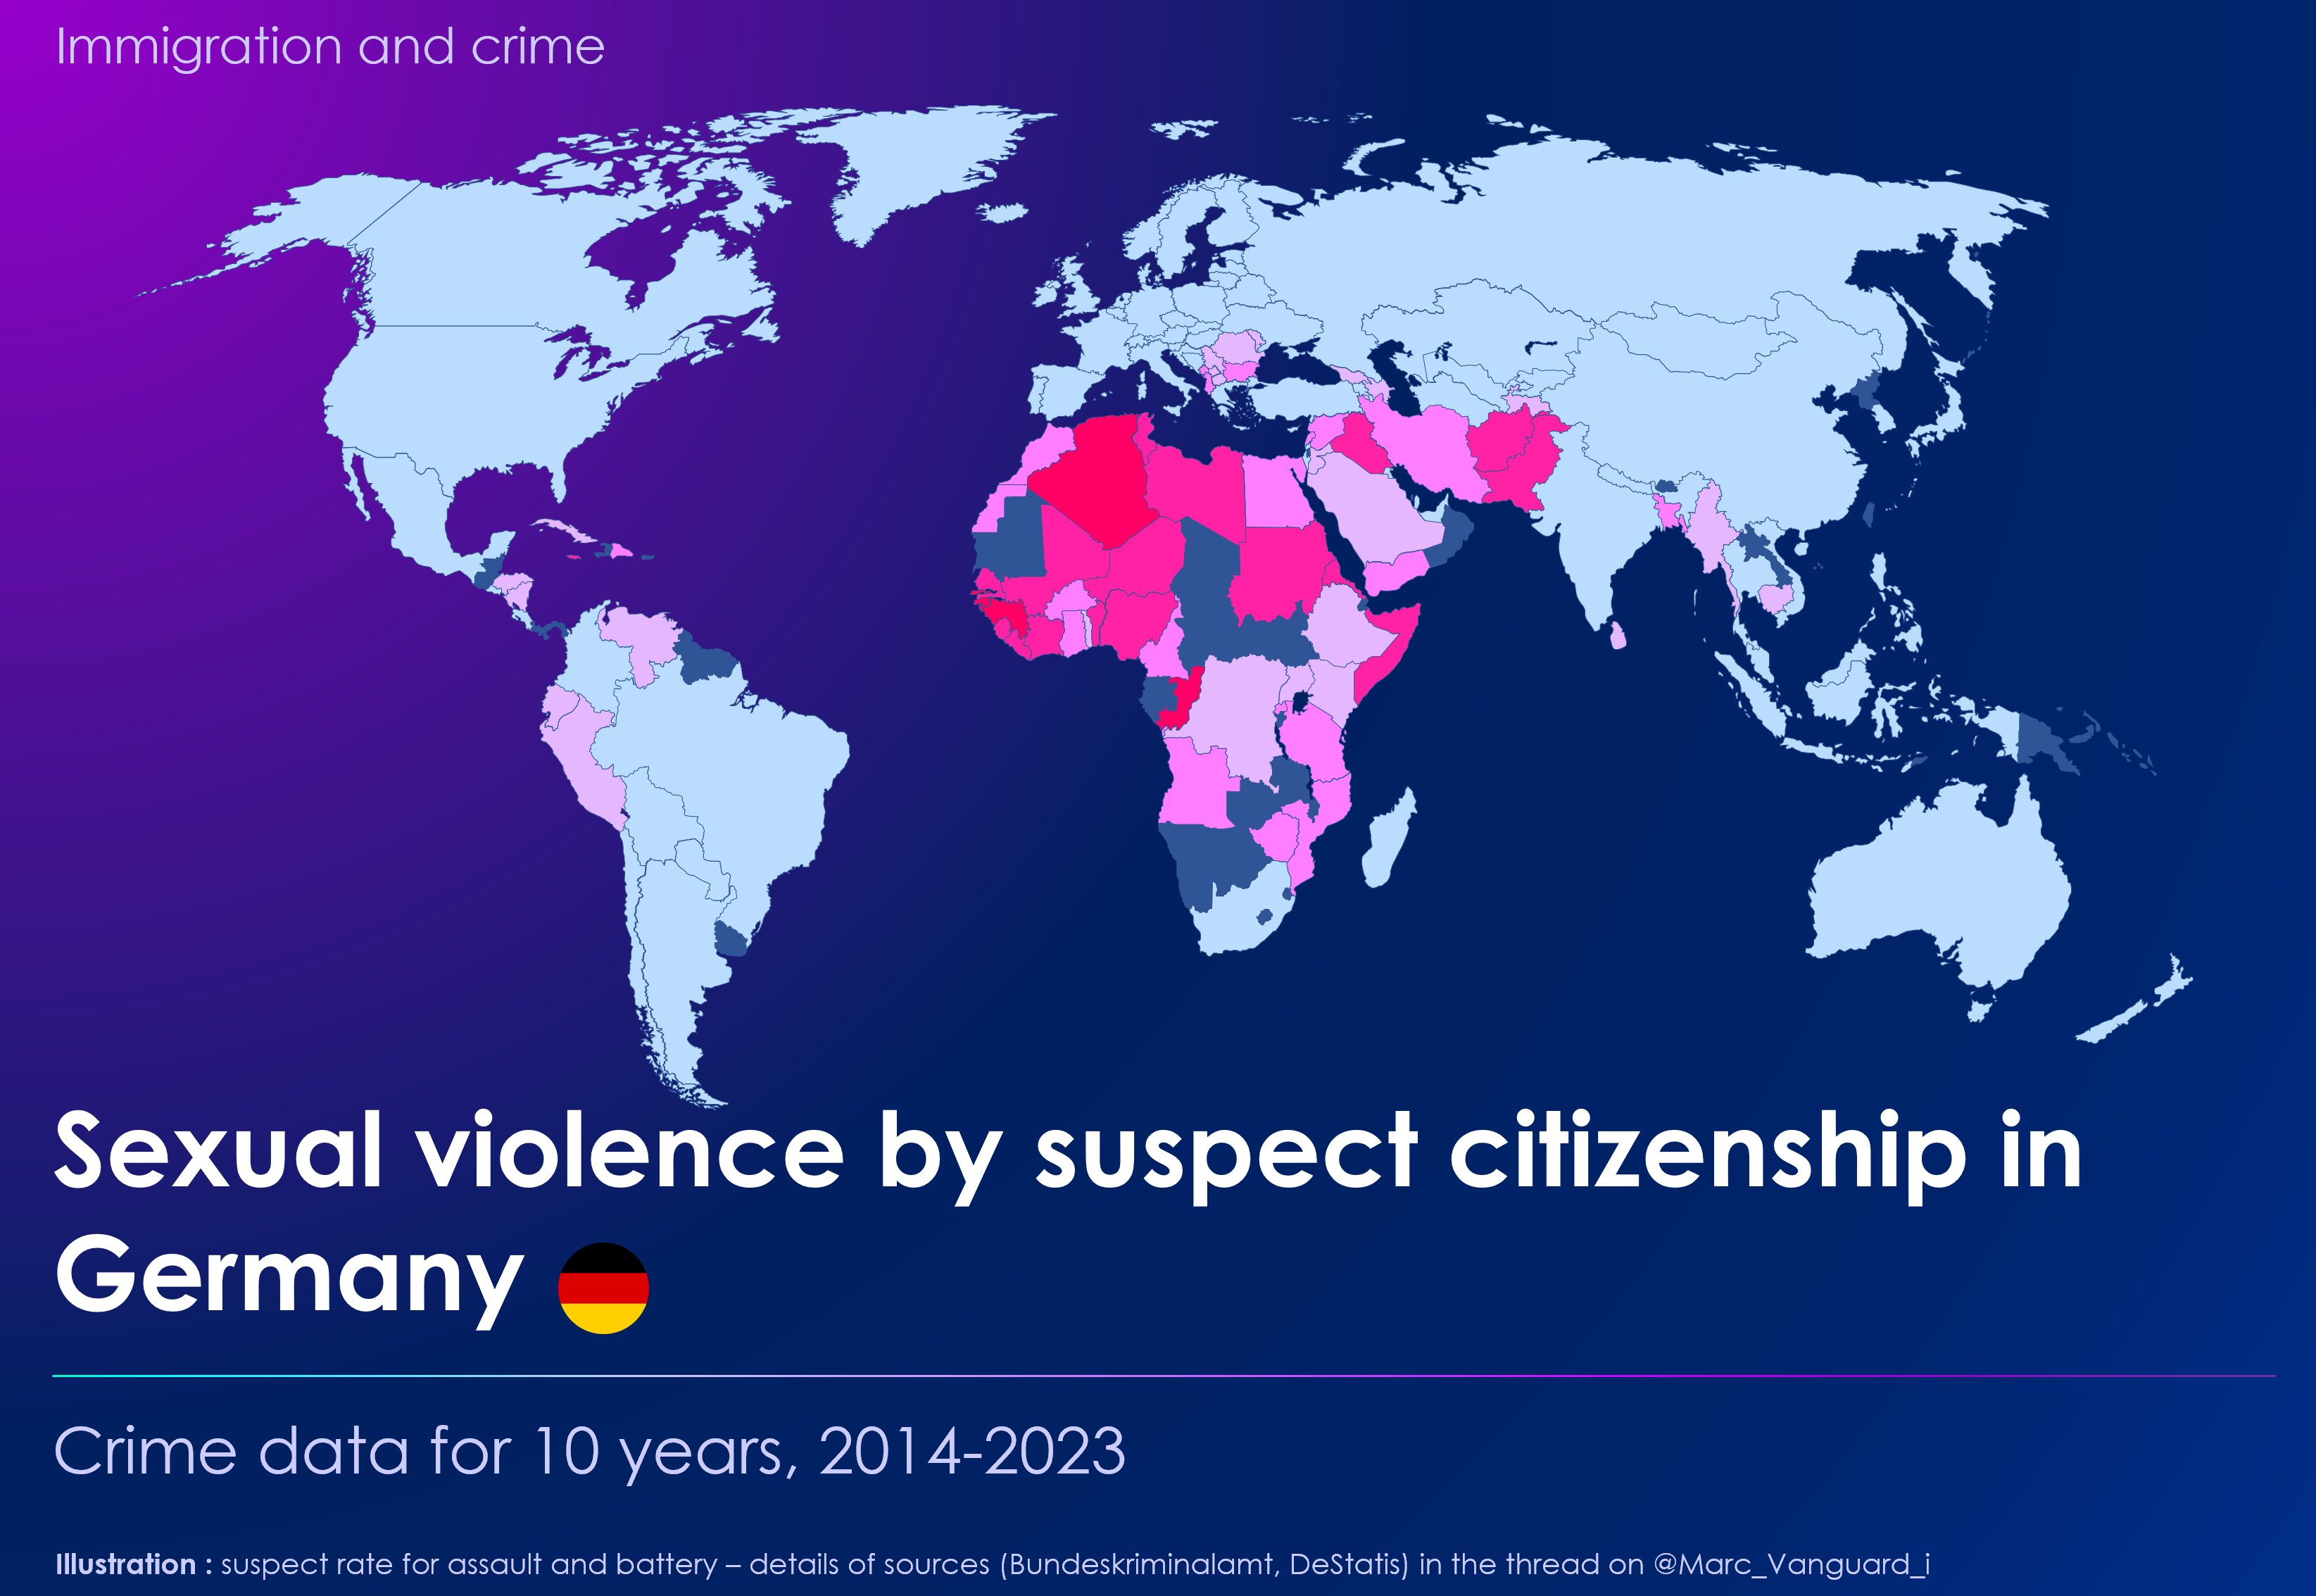 Immigration and crime
Sexual violence by suspect citizenship in
Germany
Crime data for 10 years, 2014-2023
Illustration : suspect rate for assault and battery – details of sources (Bundeskriminalamt, DeStatis) in the thread on @Marc_Vanguard_i